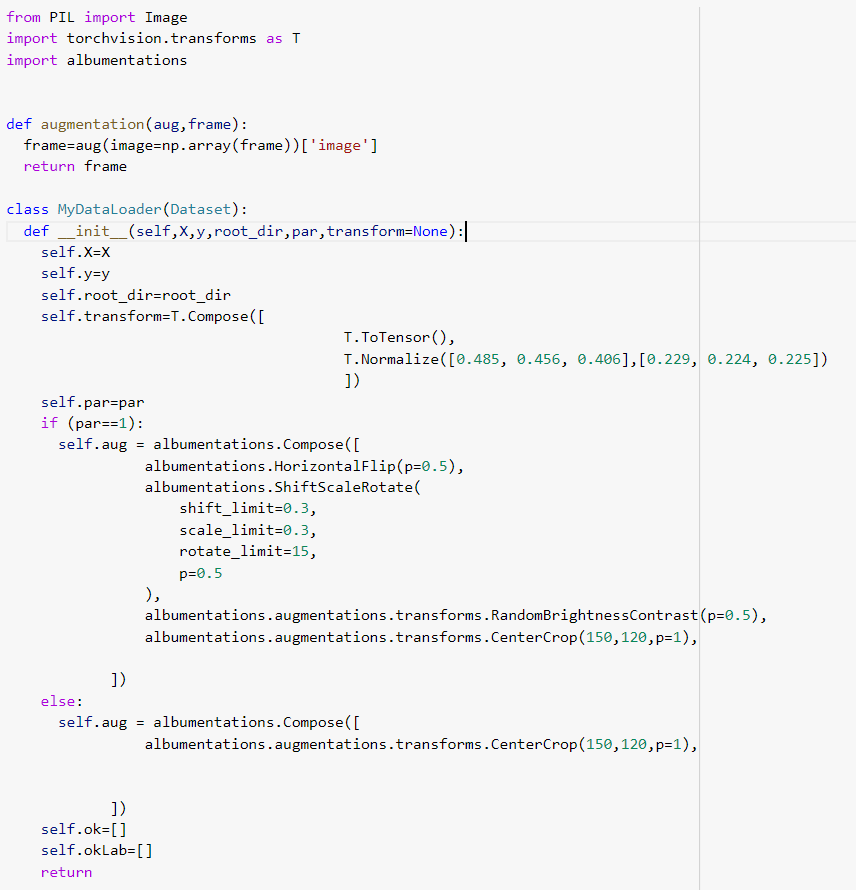 from PIL import Image
import torchvision.transforms as T
import albumentations
def augmentation(aug,frame):
frame=aug(image=np.array(frame))['image']
return frame
class MyDataLoader(Dataset):
def __init__(self,X,y,root_dir,par,transform=None):
self.X=X
self.y=y
self.root_dir=root_dir
self.transform=T.Compose([
T.ToTensor(),
T.Normalize([0.485, 0.456, 0.406],[0.229, 0.224, 0.225])
])
self.par=par
if (par==1):
self.aug = albumentations.Compose([
albumentations.HorizontalFlip(p=0.5),
albumentations.ShiftScaleRotate(
shift_limit=0.3,
scale_limit=0.3,
rotate_limit=15,
p=0.5
),
albumentations.augmentations.transforms.RandomBrightnessContrast(p=0.5),
albumentations.augmentations.transforms.CenterCrop(150,120,p=1),
])
else:
self.aug = albumentations.Compose([
albumentations.augmentations.transforms.CenterCrop(150,120,p=1),
])
self.ok=[]
self.okLab=[]
return